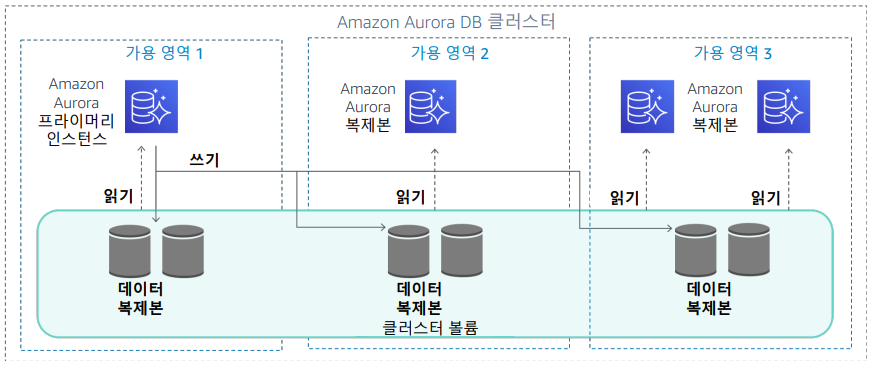 Amazon Aurora DB 클러스터
가용 영역 1
가용 영역 2
가용 영역 3
Amazon
Aurora
프라이머리
인스턴스
Amazon
Aurora
복제본
Amazon
Aurora
복제본
쓰기
읽기
읽기
읽기
읽기
데이터
복제본
데이터
복제본
데이터
복제본
클러스터 볼륨